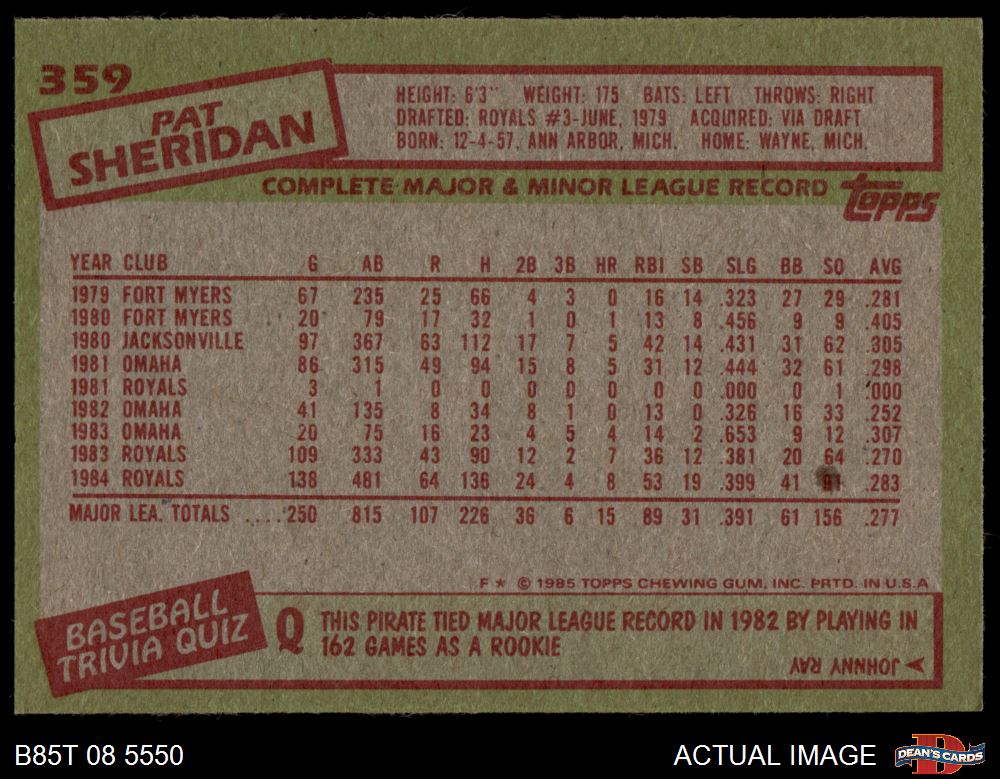 359
PAT
SHERIDAN
HEIGHT: 6'3" WEIGHT: 175 BATS: LEFT THROWS: RIGHT
DRAFTED: ROYALS #3-JUNE, 1979 ACQUIRED: VIA DRAFT
BORN: 12-4-57, ANN ARBOR, MICH. HOME: WAYNE, MICH.
COMPLETE MAJOR & MINOR LEAGUE RECORD
topps
YEAR CLUB G AB R H 2B 3B HR RBI SB SLG BB SO AVG
1979 FORT MYERS 67 235 25 66 4 3 0 16 14 .323 27 29 .281
1980 FORT MYERS 20 79 17 32 1 0 1 13 8 .456 9 9 .405
1980 JACKSONVILLE 97 367 63 112 17 7 5 42 14 .431 31 62 .305
1981 OMAHA 86 315 49 94 15 8 5 31 12 .444 32 61 .298
1981 ROYALS 3 1 0 0 0 0 0 0 0 .000 0 1 .000
1982 OMAHA 41 135 8 34 8 1 0 13 0 .326 16 33 .252
1983 OMAHA 20 75 16 23 4 5 4 14 2 .653 9 12 .307
1983 ROYALS 109 333 43 90 12 2 7 36 12 .381 20 64 .270
1984 ROYALS 138 481 64 136 24 4 8 53 19 .399 41 91 .283
MAJOR LEA. TOTALS ....250 815 107 226 36 6 15 89 31 .391 61 156 .277
F * © 1985 TOPPS CHEWING GUM, INC. PRTD. IN U.S.A
BASEBALL
TRIVIA QUIZ
Q THIS PIRATE TIED MAJOR LEAGUE RECORD IN 1982 BY PLAYING IN
162 GAMES AS A ROOKIE
JOHNNY RAY
B85T 08 5550
ACTUAL IMAGE
D
DEAN'S CARDS